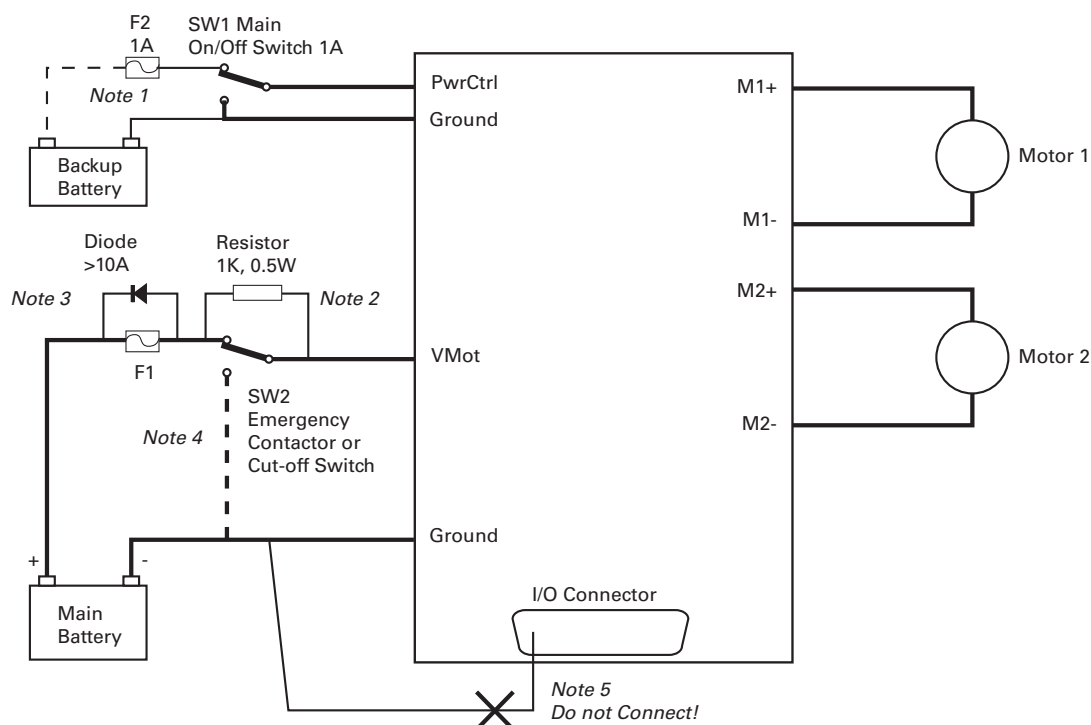 F2
1A
SW1 Main
On/Off Switch 1A
Note 1
Backup
Battery
PwrCtrl
Ground
M1+
Motor 1
M1-
Diode
>10A
Resistor
1K, 0.5W
Note 3
Note 2
F1
VMot
M2+
Motor 2
M2-
SW2
Emergency
Contactor or
Cut-off Switch
Note 4
Ground
+
-
Main
Battery
I/O Connector
Note 5
Do not Connect!